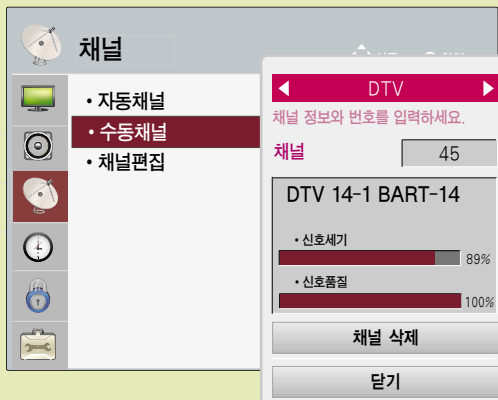 채널
• 자동채널
• 수동채널
• 채널편집
◀ DTV ▶
채널 정보와 번호를 입력하세요.
채널 45
DTV 14-1 BART-14
• 신호세기
89%
• 신호품질
100%
채널 삭제
닫기